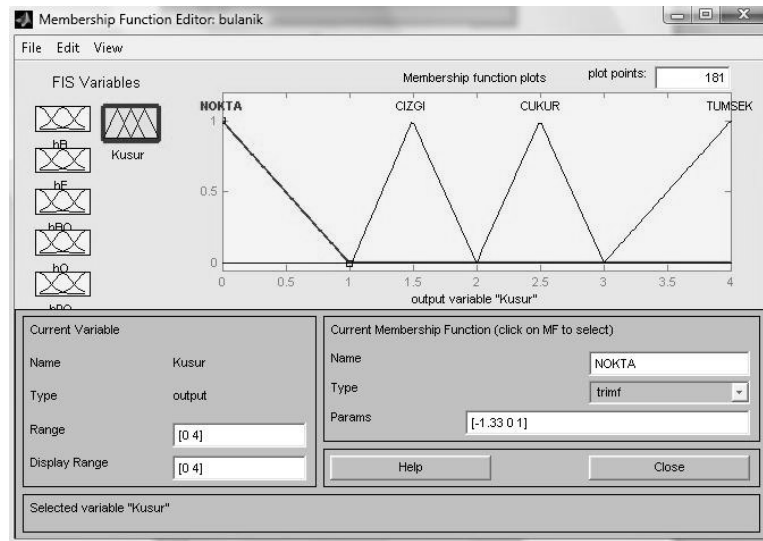 Membership Function Editor: bulanik
File Edit View
FIS Variables
Membership function plots
plot points: 181
hB
hE
hBO
hO
Kusur
NOKTA CIZGI CUKUR TUMSEK
1
0.5
0
0 0.5 1 1.5 2 2.5 3 3.5 4
output variable "Kusur"
Current Variable
Name Kusur
Type output
Range [0 4]
Display Range [0 4]
Current Membership Function (click on MF to select)
Name NOKTA
Type trimf
Params [-1.33 0 1]
Help Close
Selected variable "Kusur"